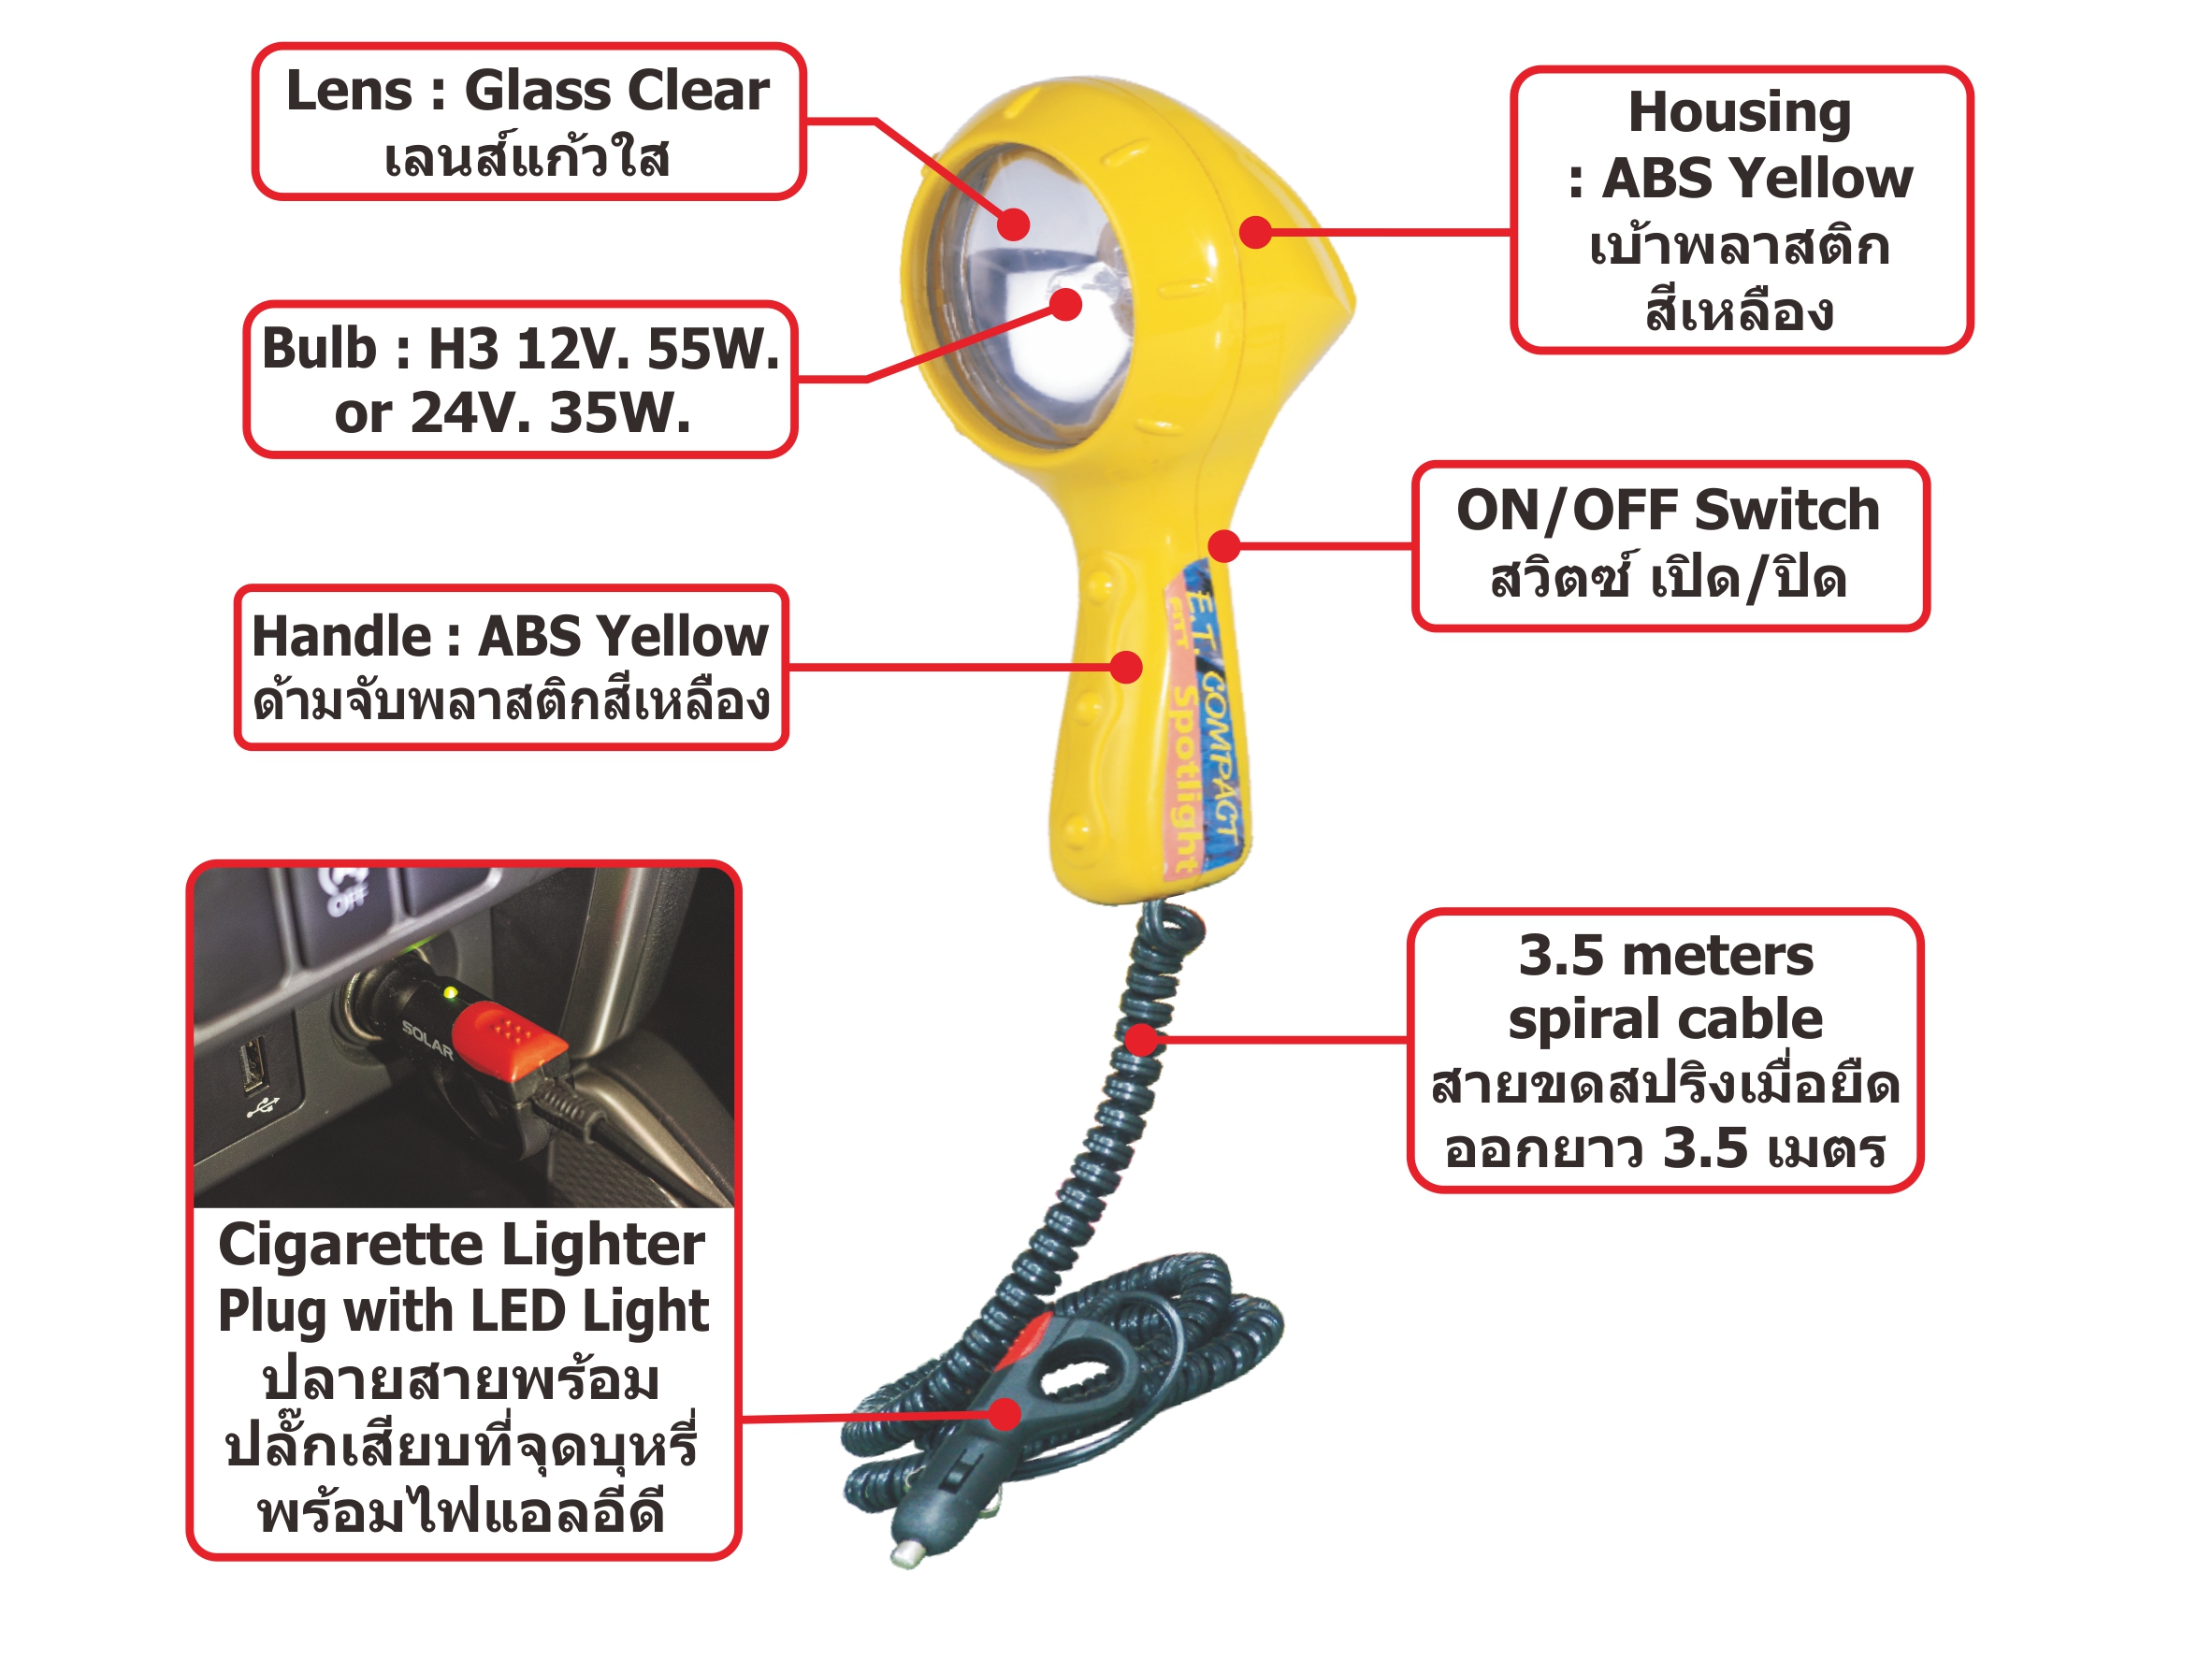 Lens : Glass Clear
เลนส์แก้วใส
Housing
: ABS Yellow
เบ้าพลาสติก
สีเหลือง
Bulb : H3 12V. 55W.
or 24V. 35W.
ON/OFF Switch
สวิตซ์ เปิด/ปิด
Handle : ABS Yellow
ด้ามจับพลาสติกสีเหลือง
E.T. COMPACT
Spotlight
OFF
SOLAR
3.5 meters
spiral cable
สายขดสปริงเมื่อยืด
ออกยาว 3.5 เมตร
Cigarette Lighter
Plug with LED Light
ปลายสายพร้อม
ปลั๊กเสียบที่จุดบุหรี่
พร้อมไฟแอลอีดี